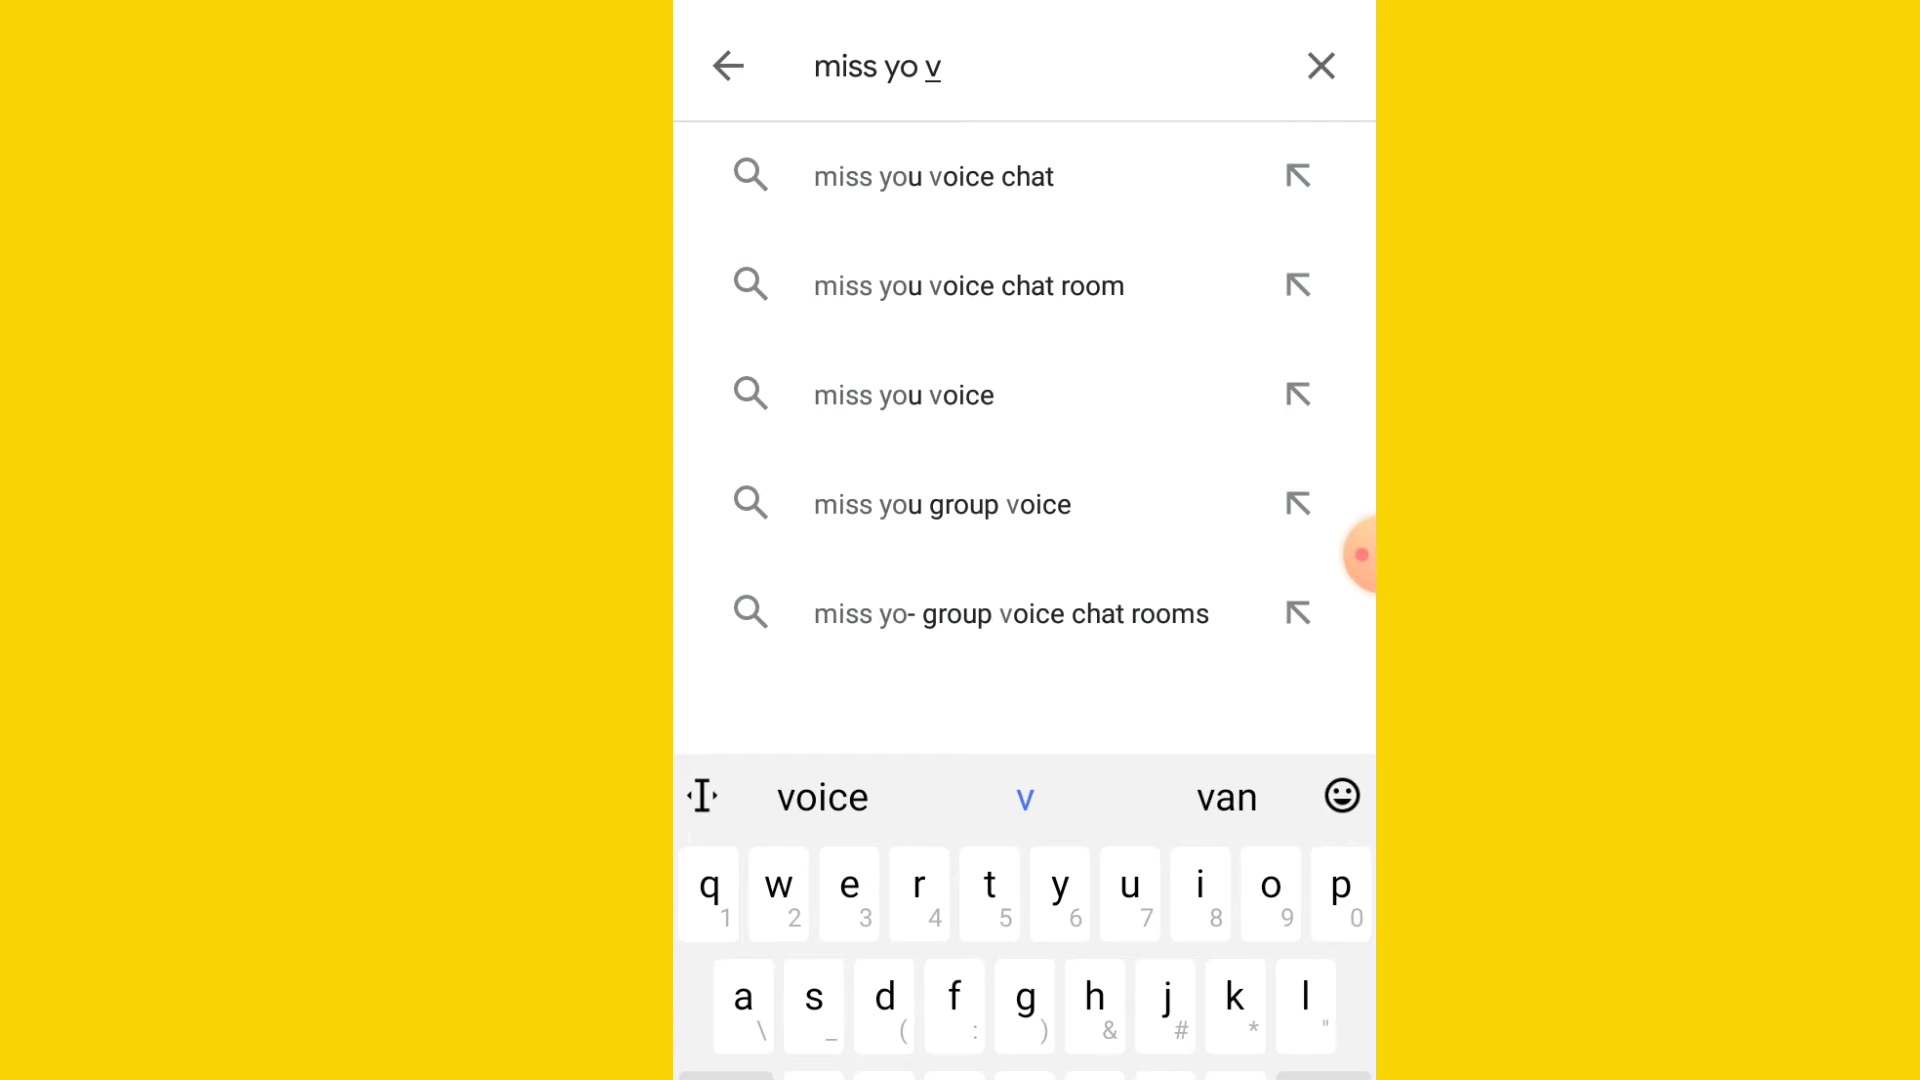 miss yo v
miss you voice chat
miss you voice chat room
miss you voice
miss you group voice
miss yo- group voice chat rooms
voice v van
q w e r t y u i o p
1 2 3 4 5 6 7 8 9 0
a s d f g h j k l
\ _ ( : ) & # * "